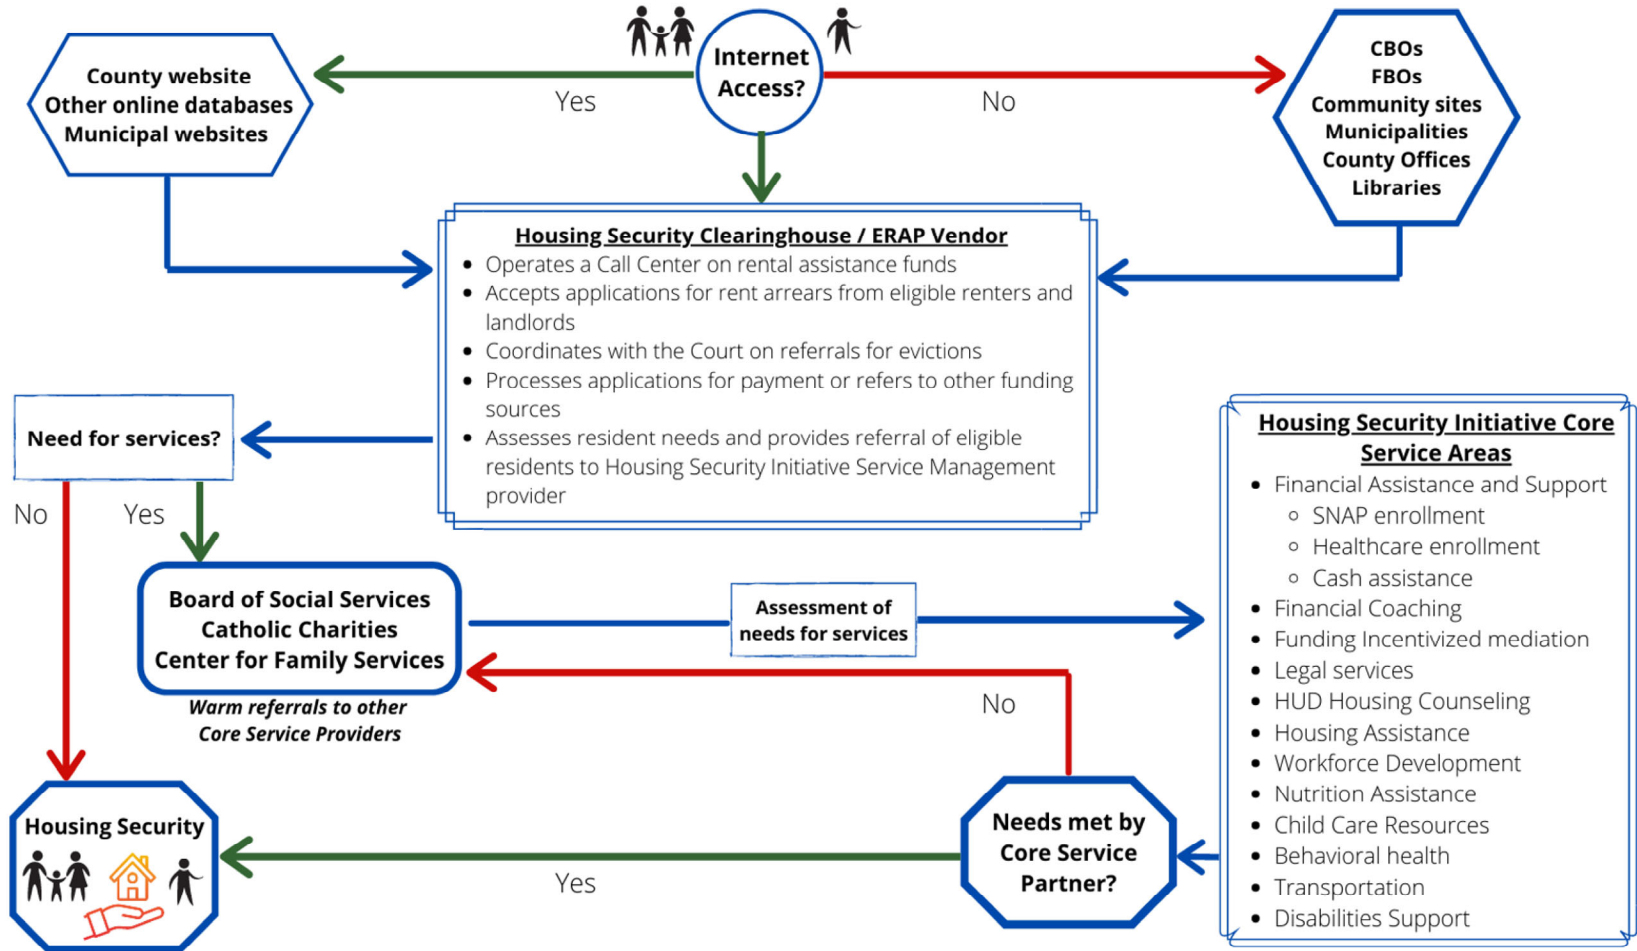 Internet
Access?
Yes
No
County website
Other online databases
Municipal websites
CBOs
FBOs
Community sites
Municipalities
County Offices
Libraries
Housing Security Clearinghouse / ERAP Vendor
• Operates a Call Center on rental assistance funds
• Accepts applications for rent arrears from eligible renters and
landlords
• Coordinates with the Court on referrals for evictions
• Processes applications for payment or refers to other funding
sources
• Assesses resident needs and provides referral of eligible
residents to Housing Security Initiative Service Management
provider
Need for services?
No
Yes
Board of Social Services
Catholic Charities
Center for Family Services
Warm referrals to other
Core Service Providers
Assessment of
needs for services
Housing Security Initiative Core
Service Areas
• Financial Assistance and Support
◦ SNAP enrollment
◦ Healthcare enrollment
◦ Cash assistance
• Financial Coaching
• Funding Incentivized mediation
• Legal services
• HUD Housing Counseling
• Housing Assistance
• Workforce Development
• Nutrition Assistance
• Child Care Resources
• Behavioral health
• Transportation
• Disabilities Support
Needs met by
Core Service
Partner?
No
Yes
Housing Security